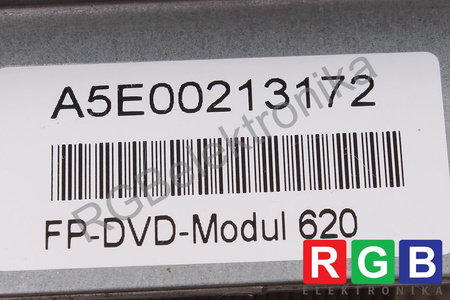 A5E00213172
RGBelektronika
FP-DVD-Modul 620
RGB
ELEKTRONIKA